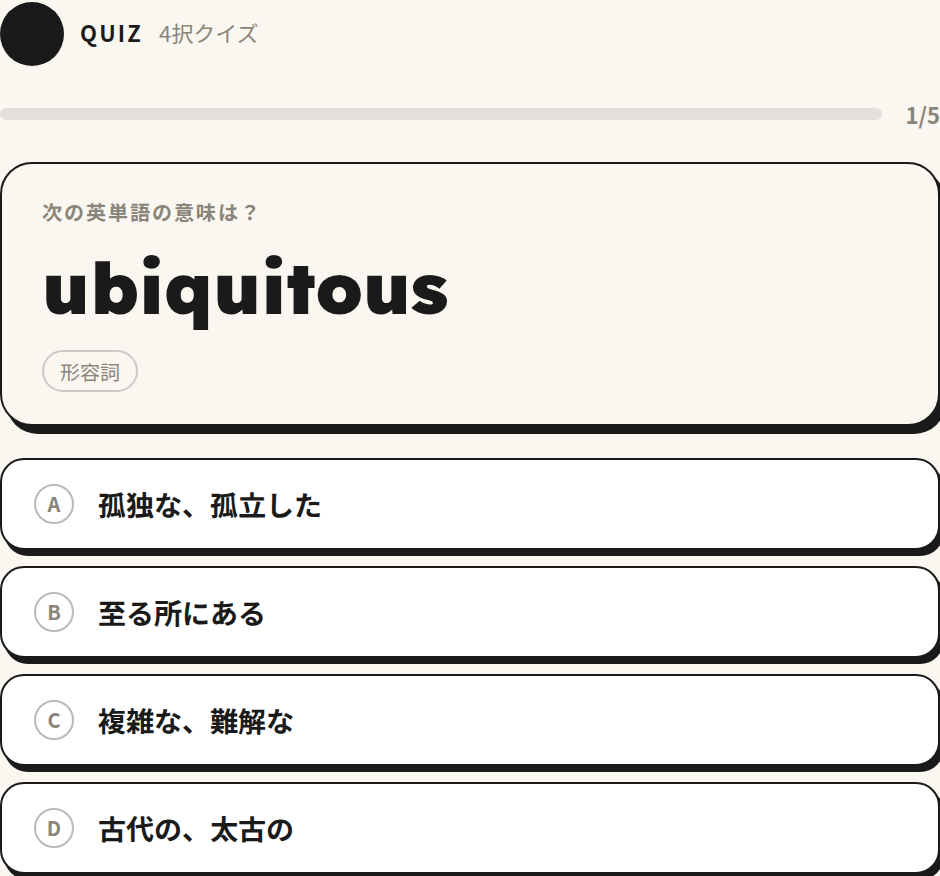 QUIZ 4択クイズ
1/5
次の英単語の意味は？
ubiquitous
形容詞
A 孤独な、孤立した
B 至る所にある
C 複雑な、難解な
D 古代の、太古の